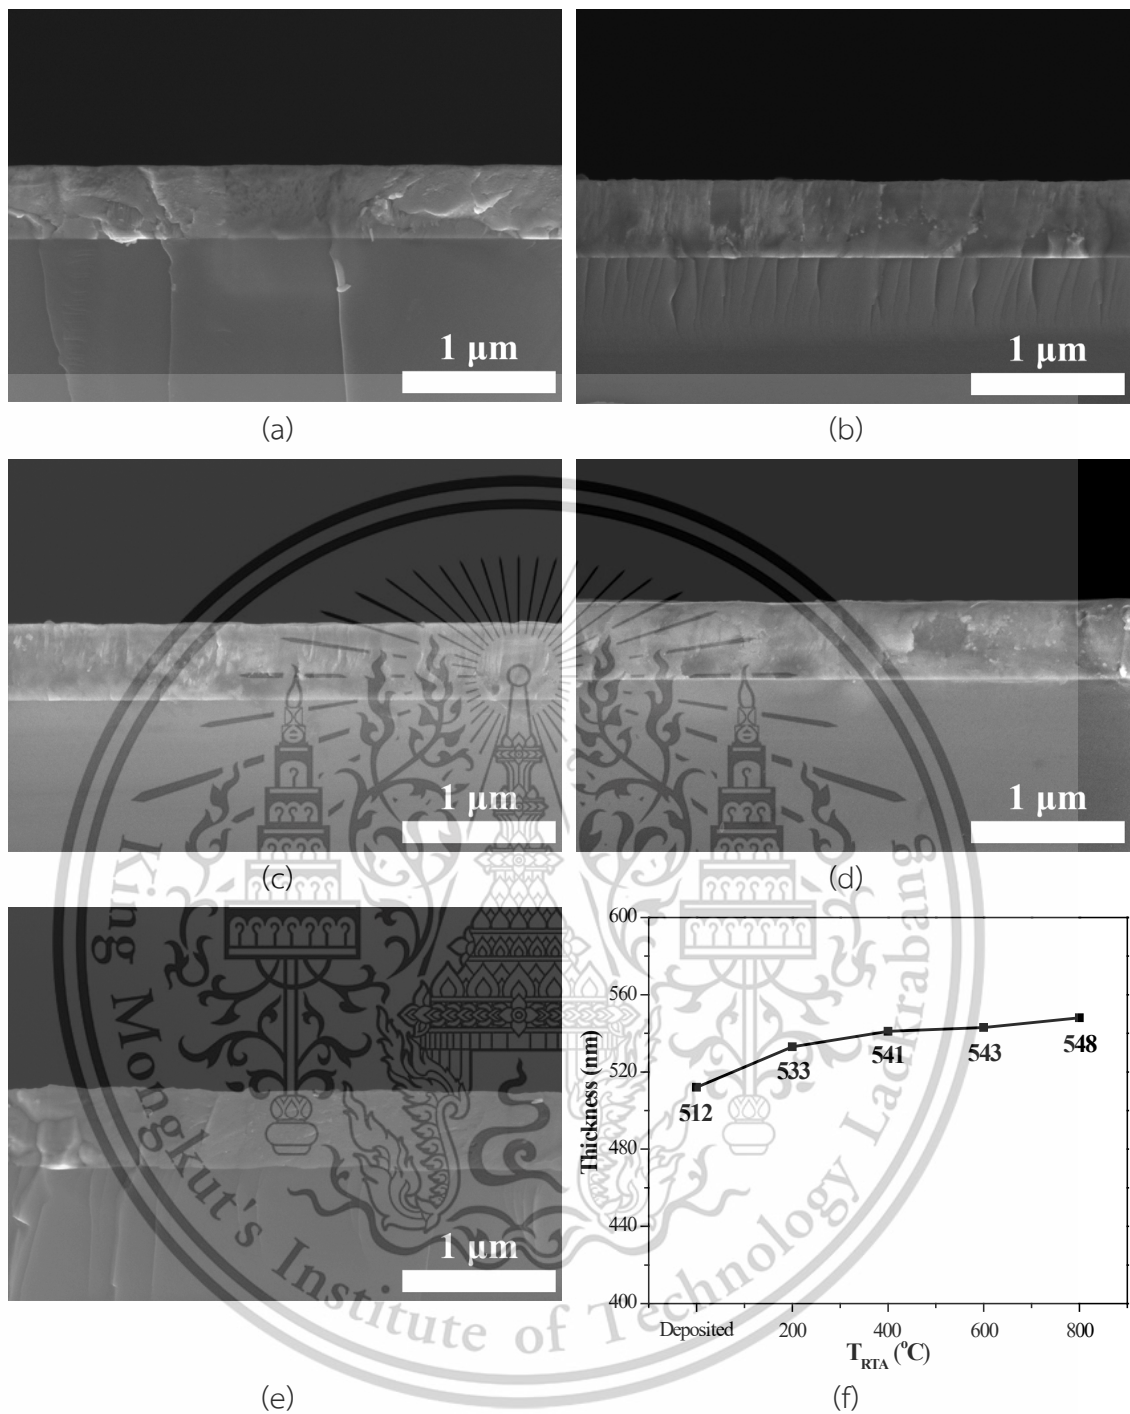 1 μm
1 μm
(a)
(b)
1 μm
1 μm
(c)
(d)
1 μm
(e)
600
560
520
480
440
400
Thickness (nm)
512
533
541
543
548
Deposited
200
400
600
800
T_RTA (°C)
(f)
King Mongkut's Institute of Technology Ladkrabang